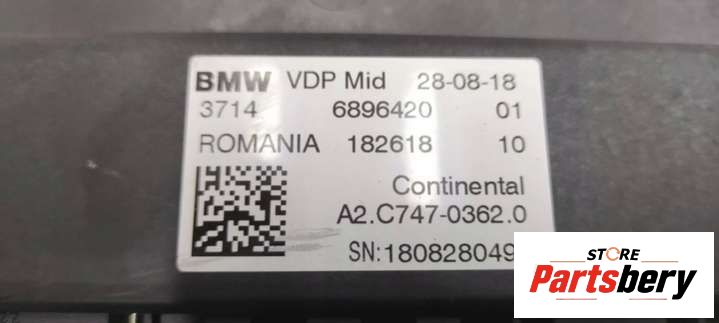 BMW VDP Mid 28-08-18
3714 6896420 01
ROMANIA 182618 10
Continental
A2.C747-0362.0
SN:180828049
STORE
Partsbery